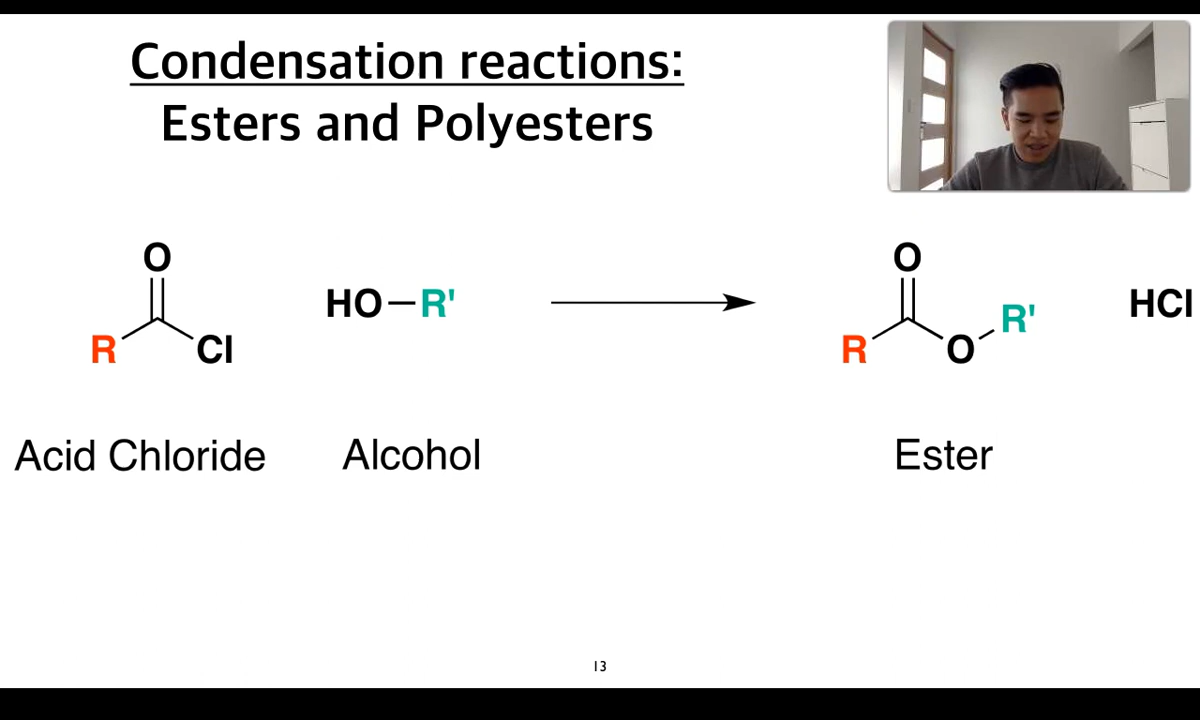 Condensation reactions:
Esters and Polyesters
O
R
Cl
HO–R'
O
R
O
R'
HCl
Acid Chloride
Alcohol
Ester
13